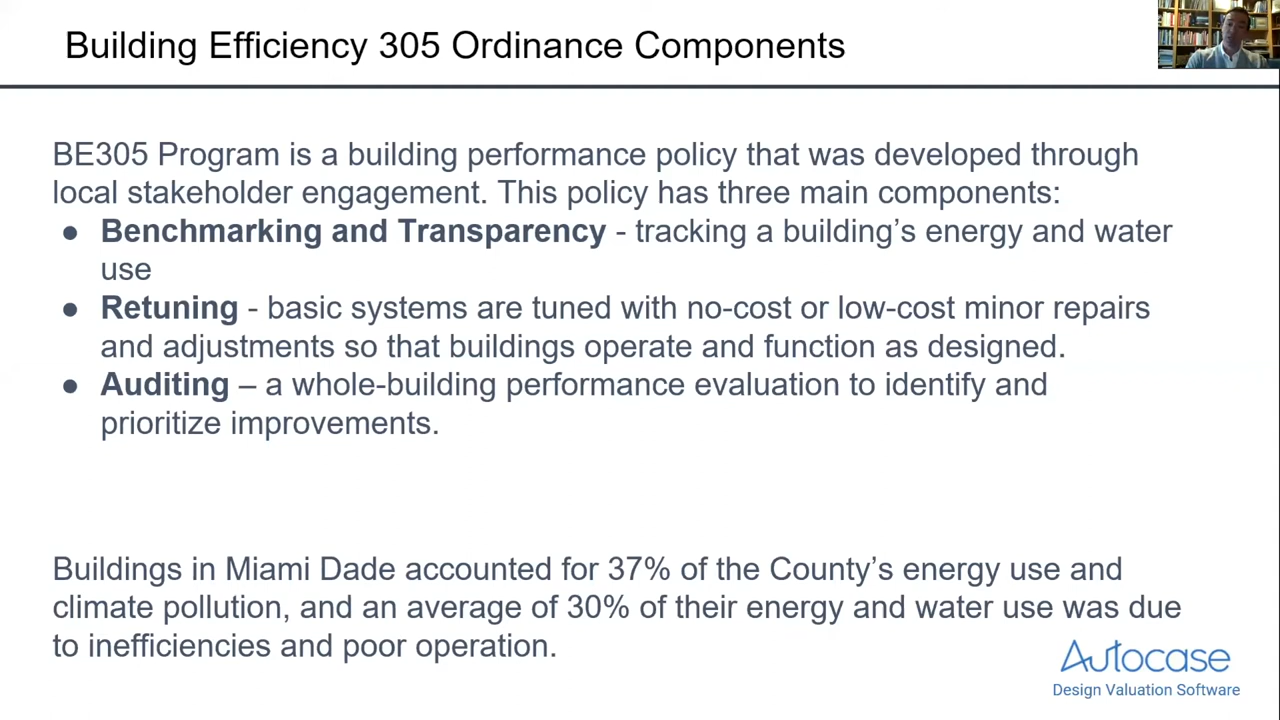 Building Efficiency 305 Ordinance Components
BE305 Program is a building performance policy that was developed through
local stakeholder engagement. This policy has three main components:
● Benchmarking and Transparency - tracking a building’s energy and water
use
● Retuning - basic systems are tuned with no-cost or low-cost minor repairs
and adjustments so that buildings operate and function as designed.
● Auditing – a whole-building performance evaluation to identify and
prioritize improvements.
Buildings in Miami Dade accounted for 37% of the County’s energy use and
climate pollution, and an average of 30% of their energy and water use was due
to inefficiencies and poor operation.
Autocase
Design Valuation Software